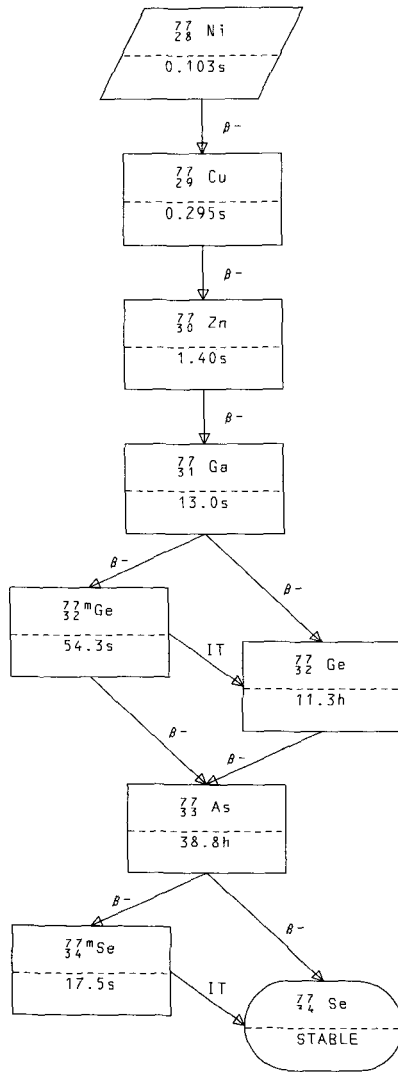 77
28 Ni
0.103s
β-
77
29 Cu
0.295s
β-
77
30 Zn
1.40s
β-
77
31 Ga
13.0s
β-
β-
77m
32 Ge
54.3s
IT
77
32 Ge
11.3h
β-
β-
77
33 As
38.8h
β-
β-
77m
34 Se
17.5s
IT
77
34 Se
STABLE